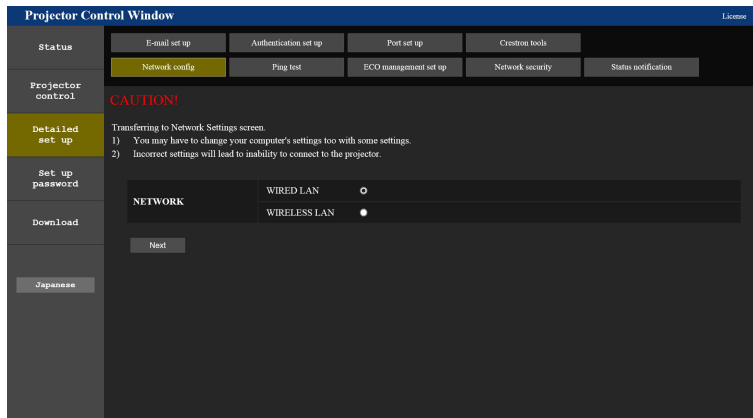 Projector Control Window
License
Status
Projector
control
Detailed
set up
Set up
password
Download
Japanese
E-mail set up
Authentication set up
Port set up
Crestron tools
Network config
Ping test
ECO management set up
Network security
Status notification
CAUTION!
Transferring to Network Settings screen.
1) You may have to change your computer's settings too with some settings.
2) Incorrect settings will lead to inability to connect to the projector.
NETWORK
WIRED LAN
WIRELESS LAN
Next